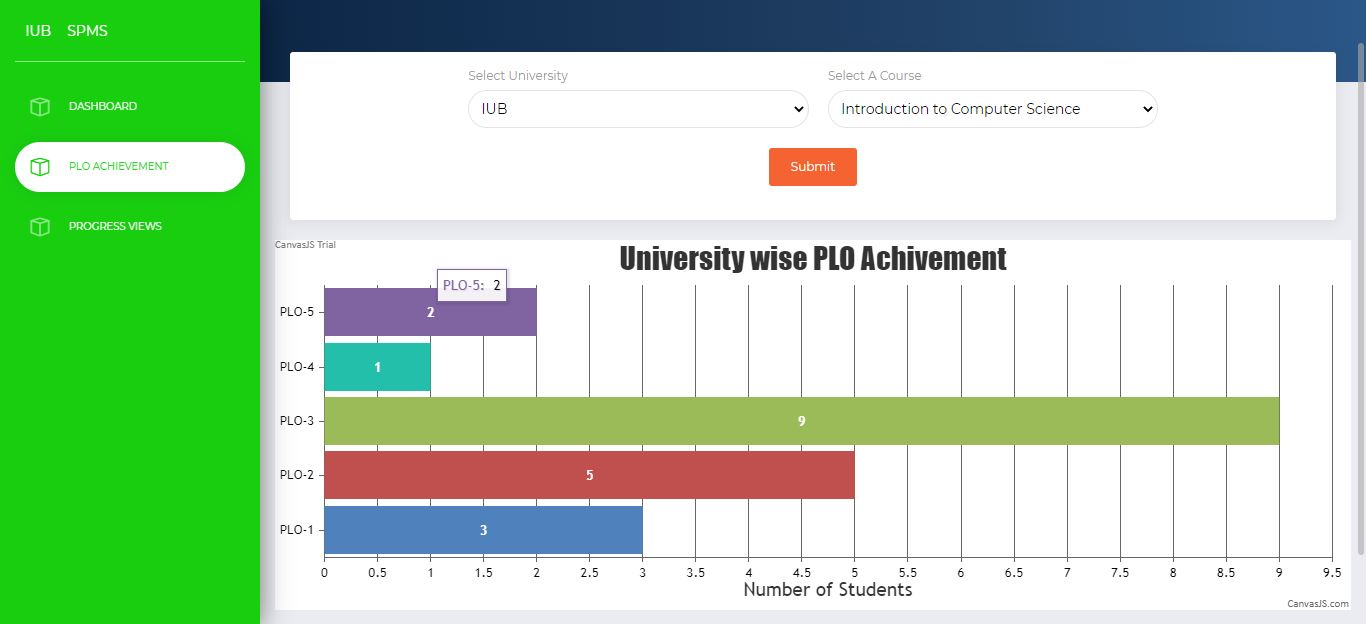 IUB SPMS
DASHBOARD
PLO ACHIEVEMENT
PROGRESS VIEWS
Select University
Select A Course
IUB
Introduction to Computer Science
Submit
CanvasJS Trial
University wise PLO Achivement
PLO-5: 2
PLO-5
2
PLO-4
1
PLO-3
9
PLO-2
5
PLO-1
3
0 0.5 1 1.5 2 2.5 3 3.5 4 4.5 5 5.5 6 6.5 7 7.5 8 8.5 9 9.5
Number of Students
CanvasJS.com